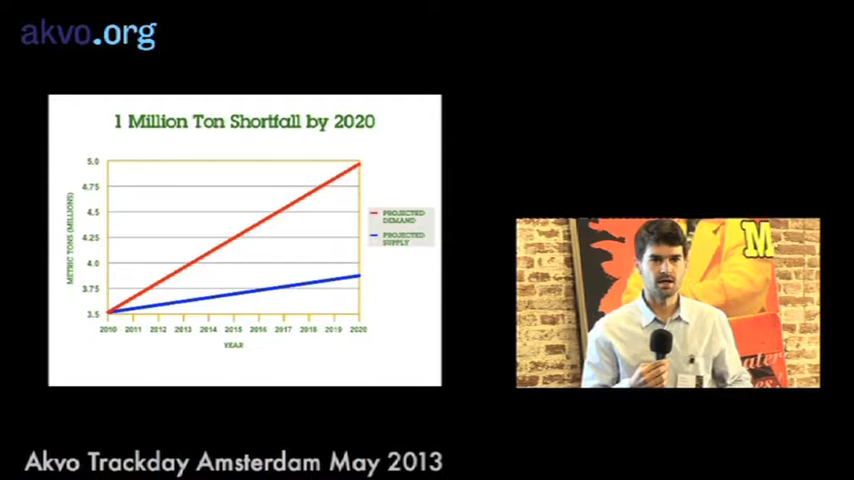 akvo.org
1 Million Ton Shortfall by 2020
METRIC TONS (MILLIONS)
5.0
4.75
4.5
4.25
4.0
3.75
3.5
2010 2011 2012 2013 2014 2015 2016 2017 2018 2019 2020
YEAR
PROJECTED
DEMAND
PROJECTED
SUPPLY
M
Akvo Trackday Amsterdam May 2013